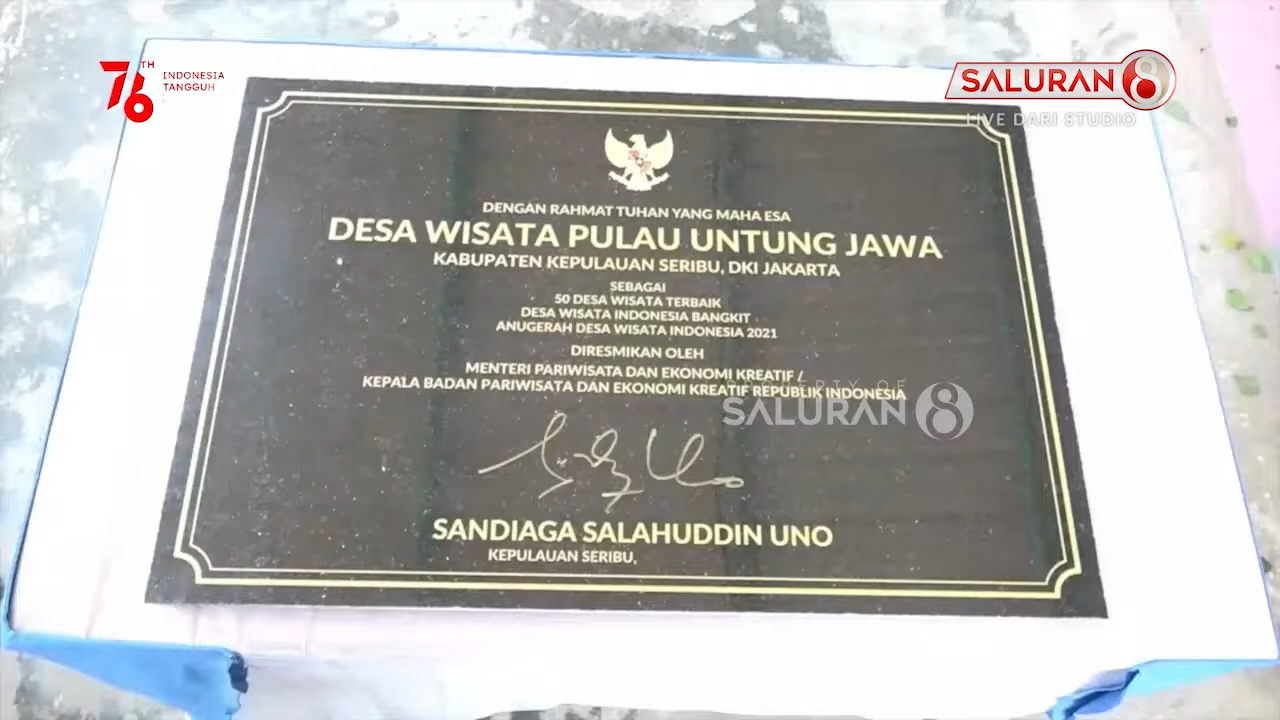 76TH
INDONESIA
TANGGUH
SALURAN 8
LIVE DARI STUDIO
DENGAN RAHMAT TUHAN YANG MAHA ESA
DESA WISATA PULAU UNTUNG JAWA
KABUPATEN KEPULAUAN SERIBU, DKI JAKARTA
SEBAGAI
50 DESA WISATA TERBAIK
DESA WISATA INDONESIA BANGKIT
ANUGERAH DESA WISATA INDONESIA 2021
DIRESMIKAN OLEH
MENTERI PARIWISATA DAN EKONOMI KREATIF /
KEPALA BADAN PARIWISATA DAN EKONOMI KREATIF REPUBLIK INDONESIA
PROPERTY OF
SALURAN 8
SANDIAGA SALAHUDDIN UNO
KEPULAUAN SERIBU,